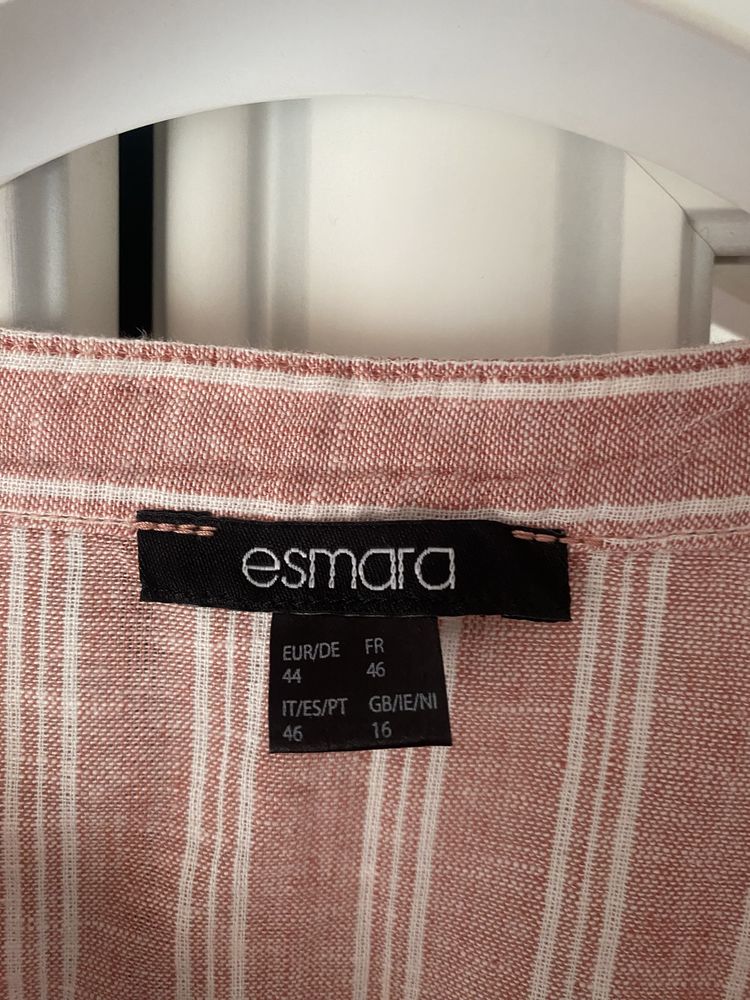 esmara
EUR/DE FR
44 46
IT/ES/PT GB/IE/NI
46 16